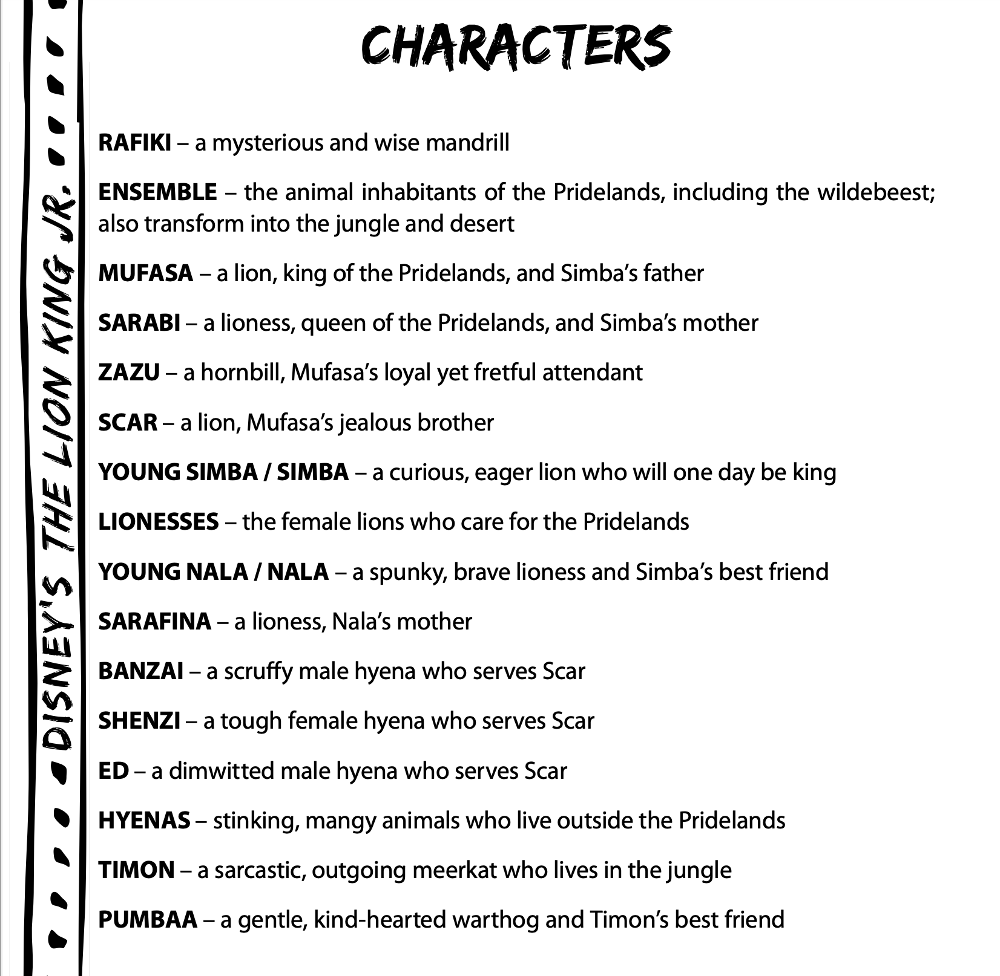 CHARACTERS
DISNEY'S THE LION KING JR.
RAFIKI – a mysterious and wise mandrill
ENSEMBLE – the animal inhabitants of the Pridelands, including the wildebeest;
also transform into the jungle and desert
MUFASA – a lion, king of the Pridelands, and Simba’s father
SARABI – a lioness, queen of the Pridelands, and Simba’s mother
ZAZU – a hornbill, Mufasa’s loyal yet fretful attendant
SCAR – a lion, Mufasa’s jealous brother
YOUNG SIMBA / SIMBA – a curious, eager lion who will one day be king
LIONESSES – the female lions who care for the Pridelands
YOUNG NALA / NALA – a spunky, brave lioness and Simba’s best friend
SARAFINA – a lioness, Nala’s mother
BANZAI – a scruffy male hyena who serves Scar
SHENZI – a tough female hyena who serves Scar
ED – a dimwitted male hyena who serves Scar
HYENAS – stinking, mangy animals who live outside the Pridelands
TIMON – a sarcastic, outgoing meerkat who lives in the jungle
PUMBAA – a gentle, kind-hearted warthog and Timon’s best friend